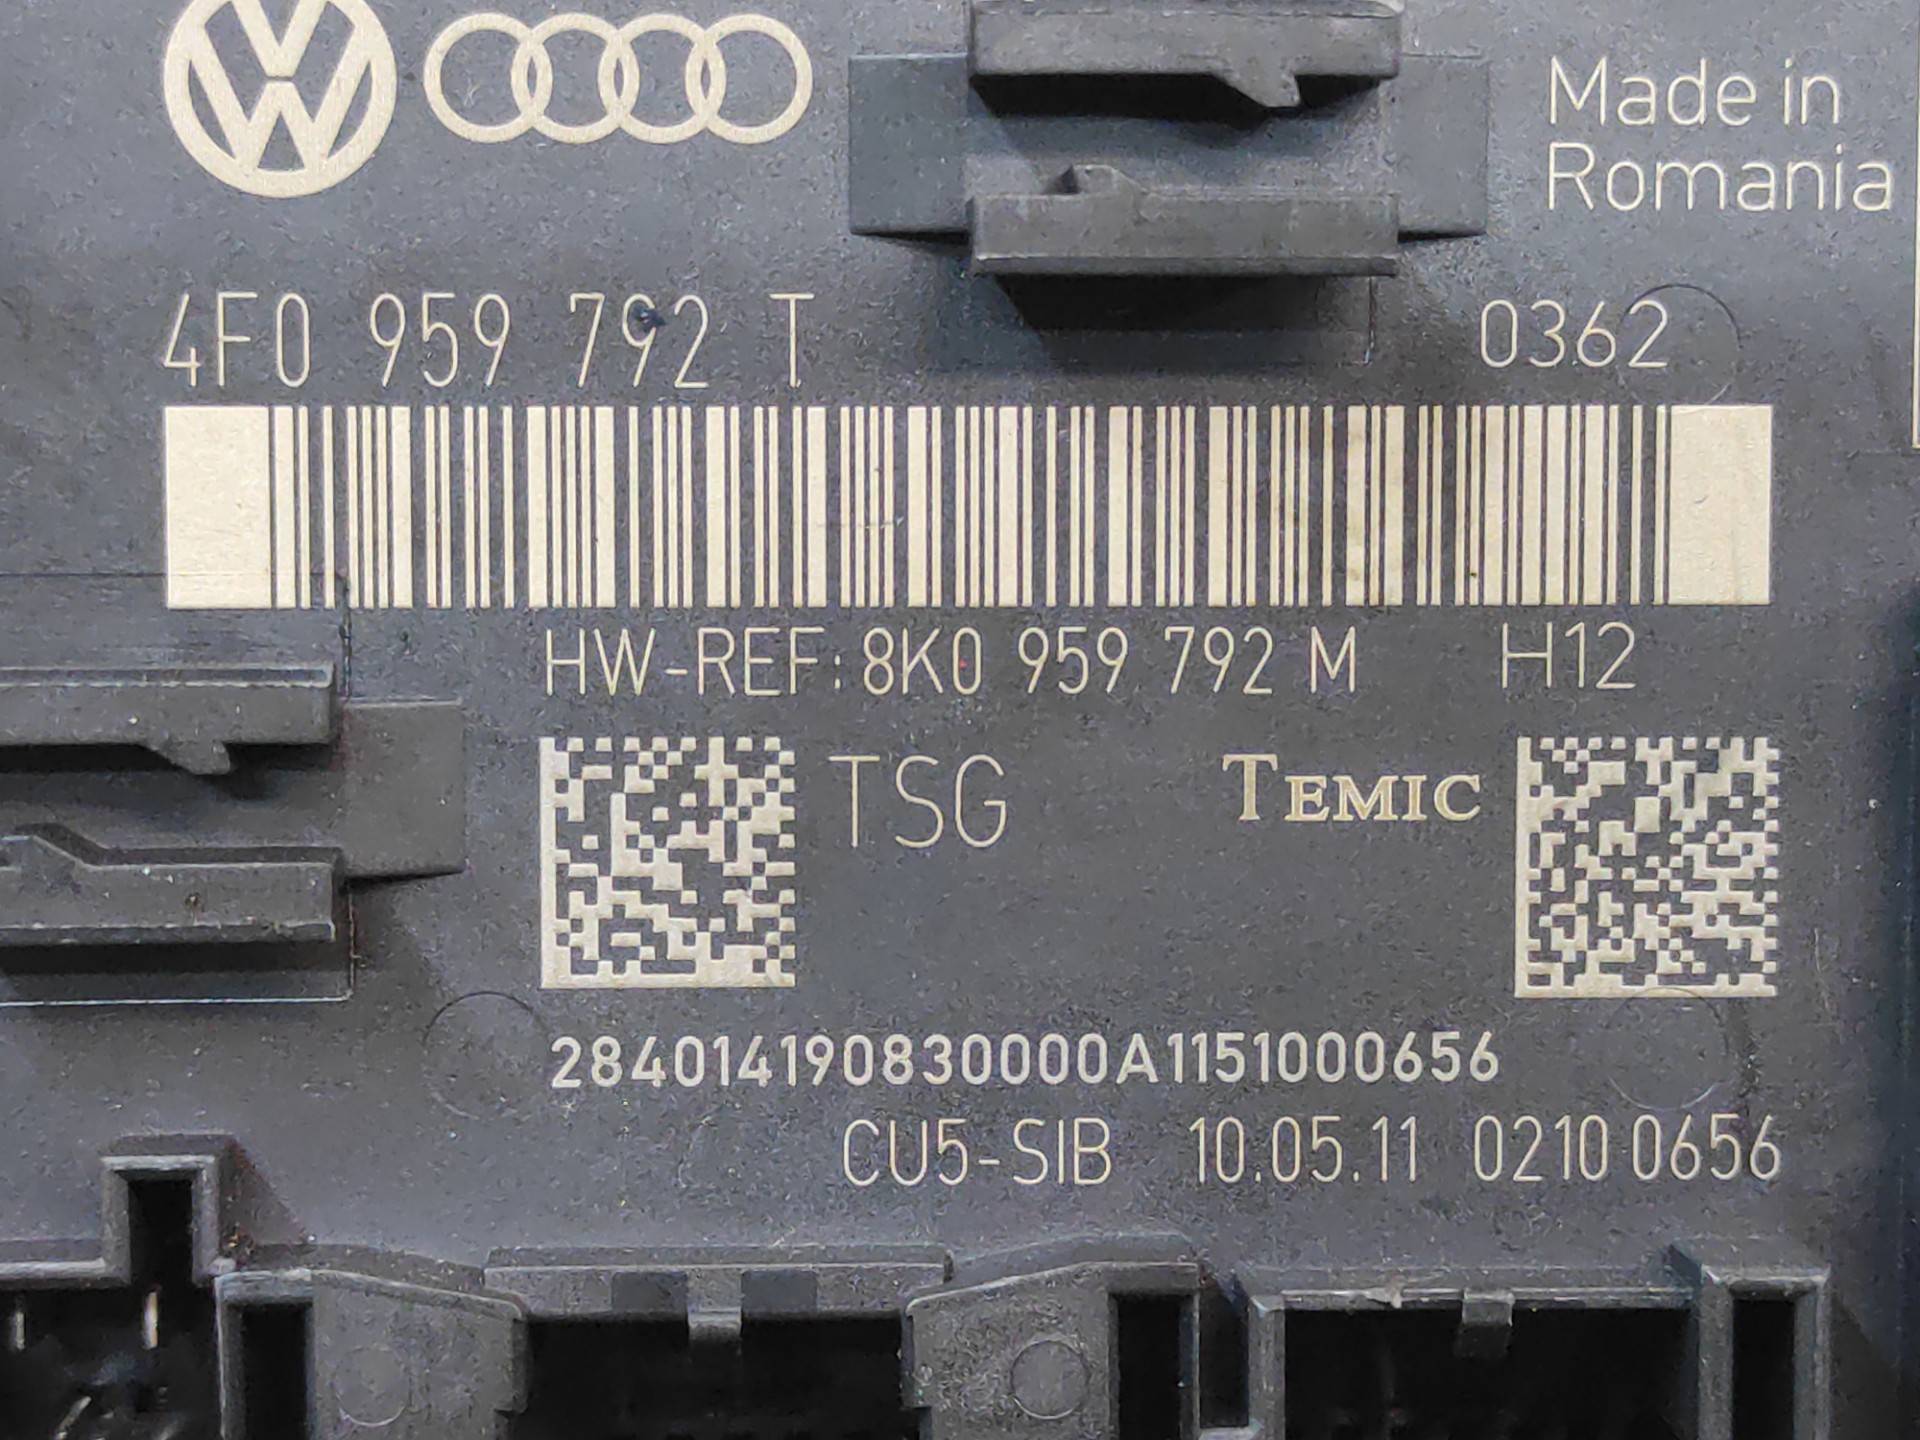 Made in
Romania
4F0 959 792 T 0362
HW-REF: 8K0 959 792 M H12
TSG TEMIC
284014190830000A1151000656
CU5-SIB 10.05.11 0210 0656